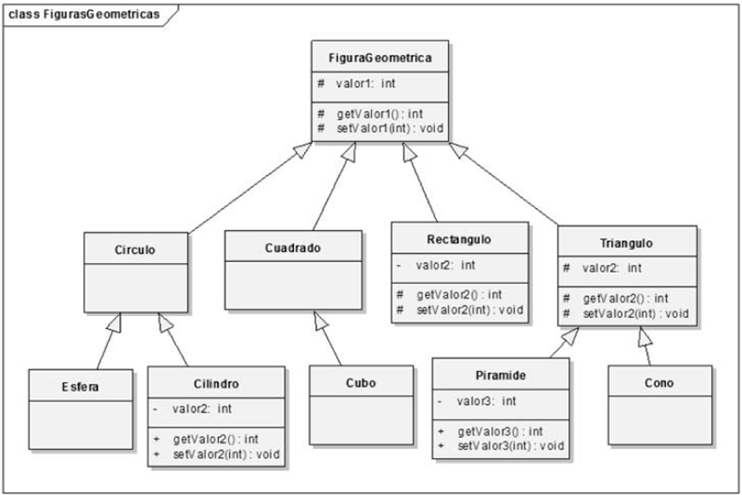 class FigurasGeometricas
FiguraGeometrica
# valor1: int
# getValor1() : int
# setValor1(int) : void
Circulo
Cuadrado
Rectangulo
- valor2: int
# getValor2() : int
# setValor2(int) : void
Triangulo
# valor2: int
# getValor2() : int
# setValor2(int) : void
Esfera
Cilindro
- valor2: int
+ getValor2() : int
+ setValor2(int) : void
Cubo
Piramide
- valor3: int
+ getValor3() : int
+ setValor3(int) : void
Cono